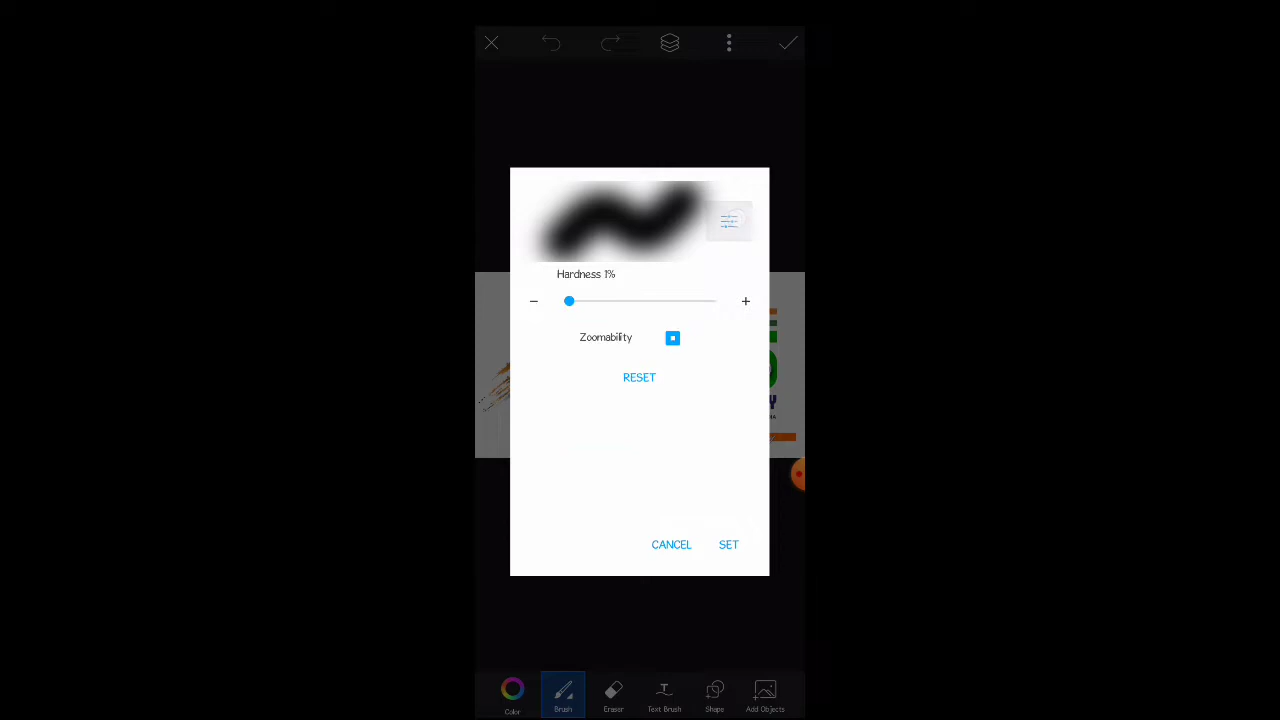 Hardness 1%
Zoomability
RESET
CANCEL SET
Color Brush Eraser Text Brush Shape Add Objects